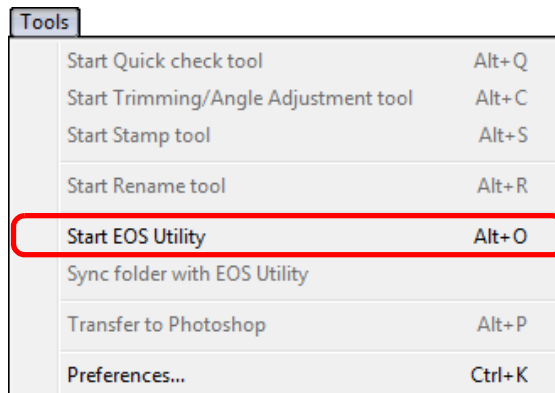 Tools
Start Quick check tool Alt+Q
Start Trimming/Angle Adjustment tool Alt+C
Start Stamp tool Alt+S
Start Rename tool Alt+R
Start EOS Utility Alt+O
Sync folder with EOS Utility
Transfer to Photoshop Alt+P
Preferences... Ctrl+K